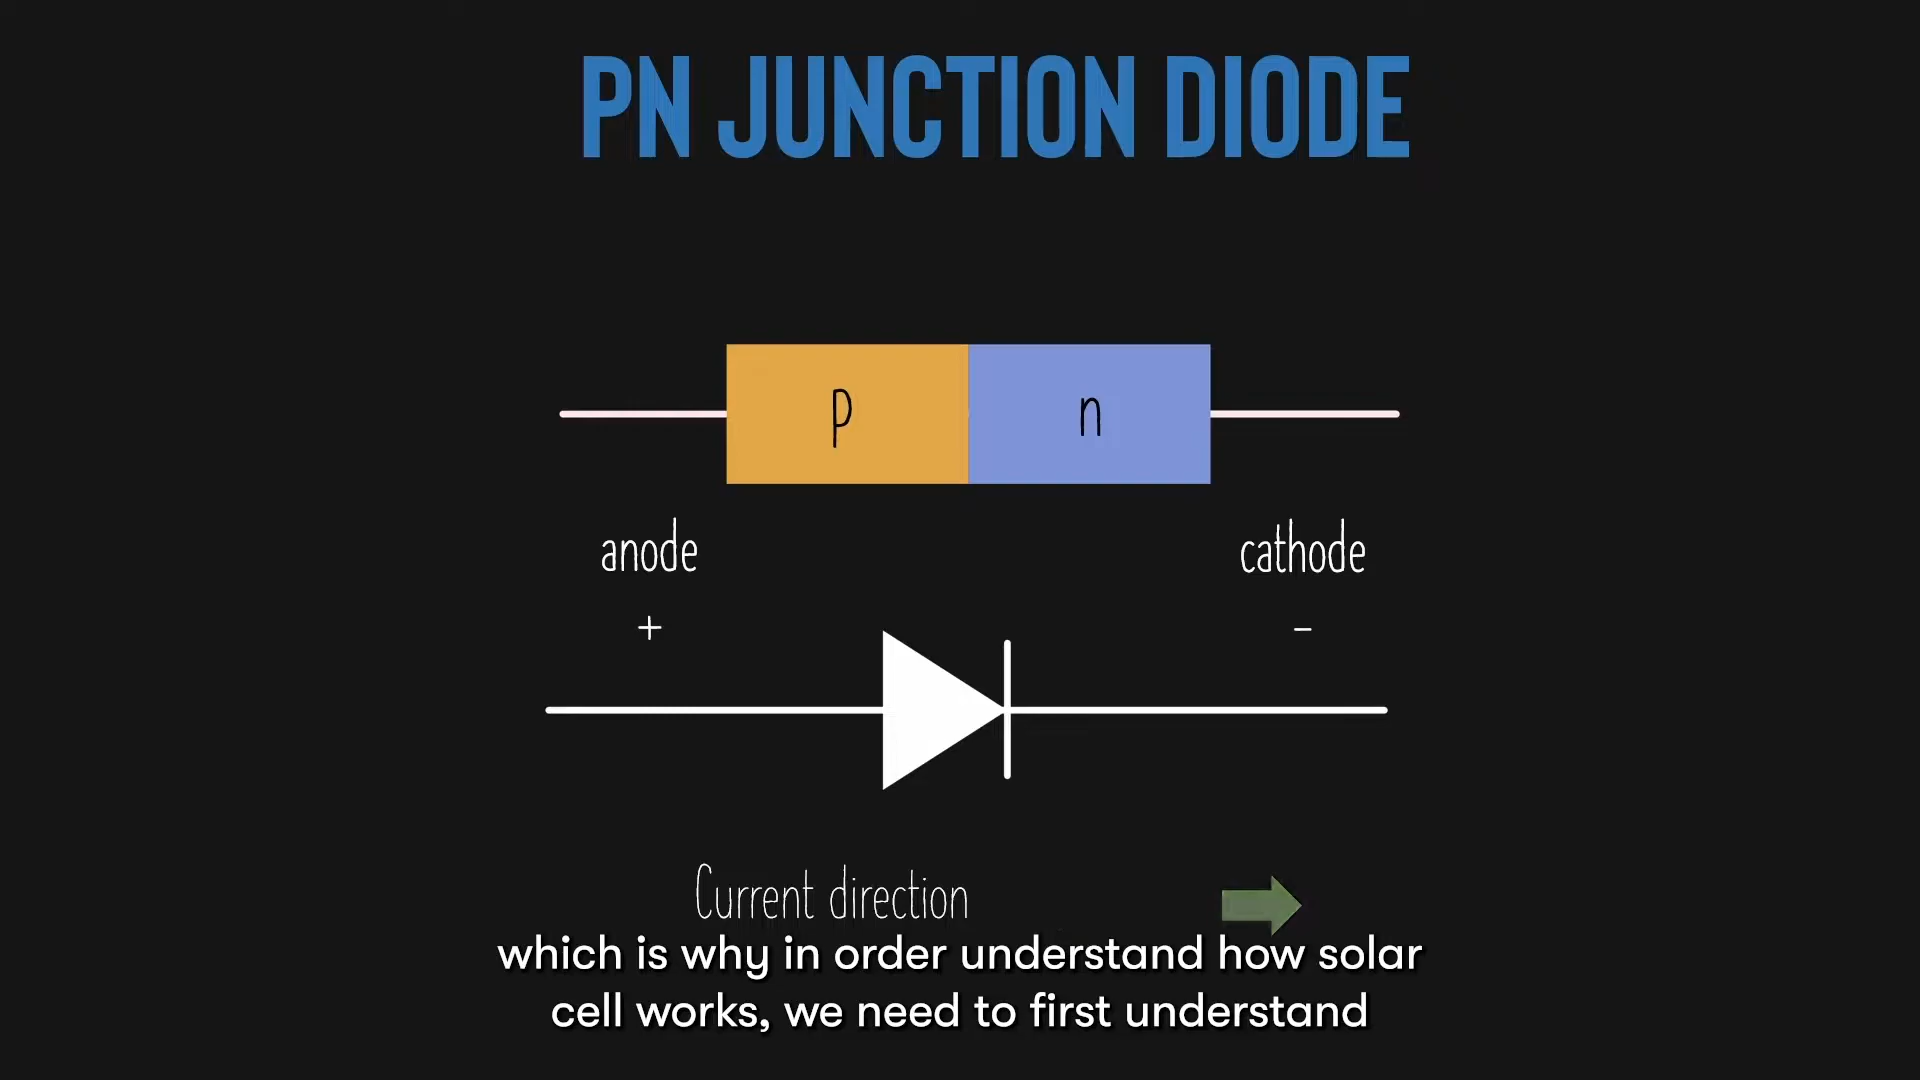 PN JUNCTION DIODE
p n
anode cathode
+ -
Current direction
which is why in order understand how solar
cell works, we need to first understand